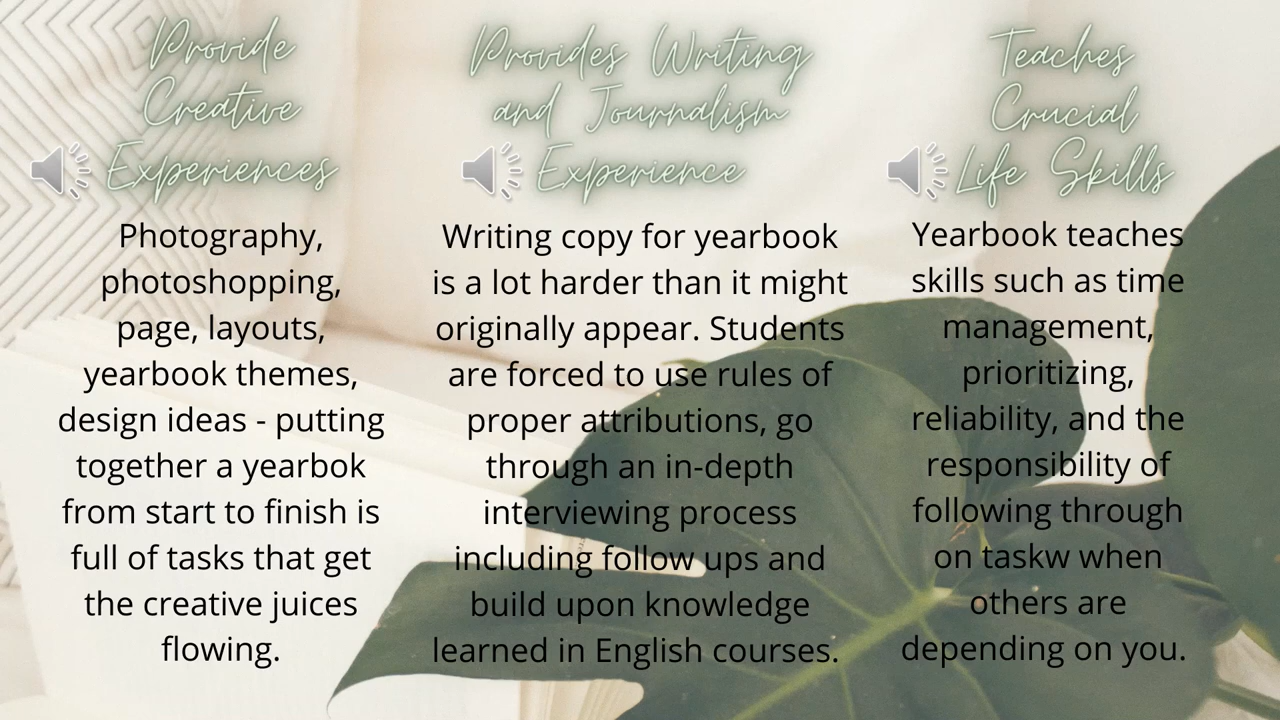 Provide
Creative
Experiences
Photography,
photoshopping,
page, layouts,
yearbook themes,
design ideas - putting
together a yearbok
from start to finish is
full of tasks that get
the creative juices
flowing.
Provides Writing
and Journalism
Experience
Writing copy for yearbook
is a lot harder than it might
originally appear. Students
are forced to use rules of
proper attributions, go
through an in-depth
interviewing process
including follow ups and
build upon knowledge
learned in English courses.
Teaches
Crucial
Life Skills
Yearbook teaches
skills such as time
management,
prioritizing,
reliability, and the
responsibility of
following through
on taskw when
others are
depending on you.